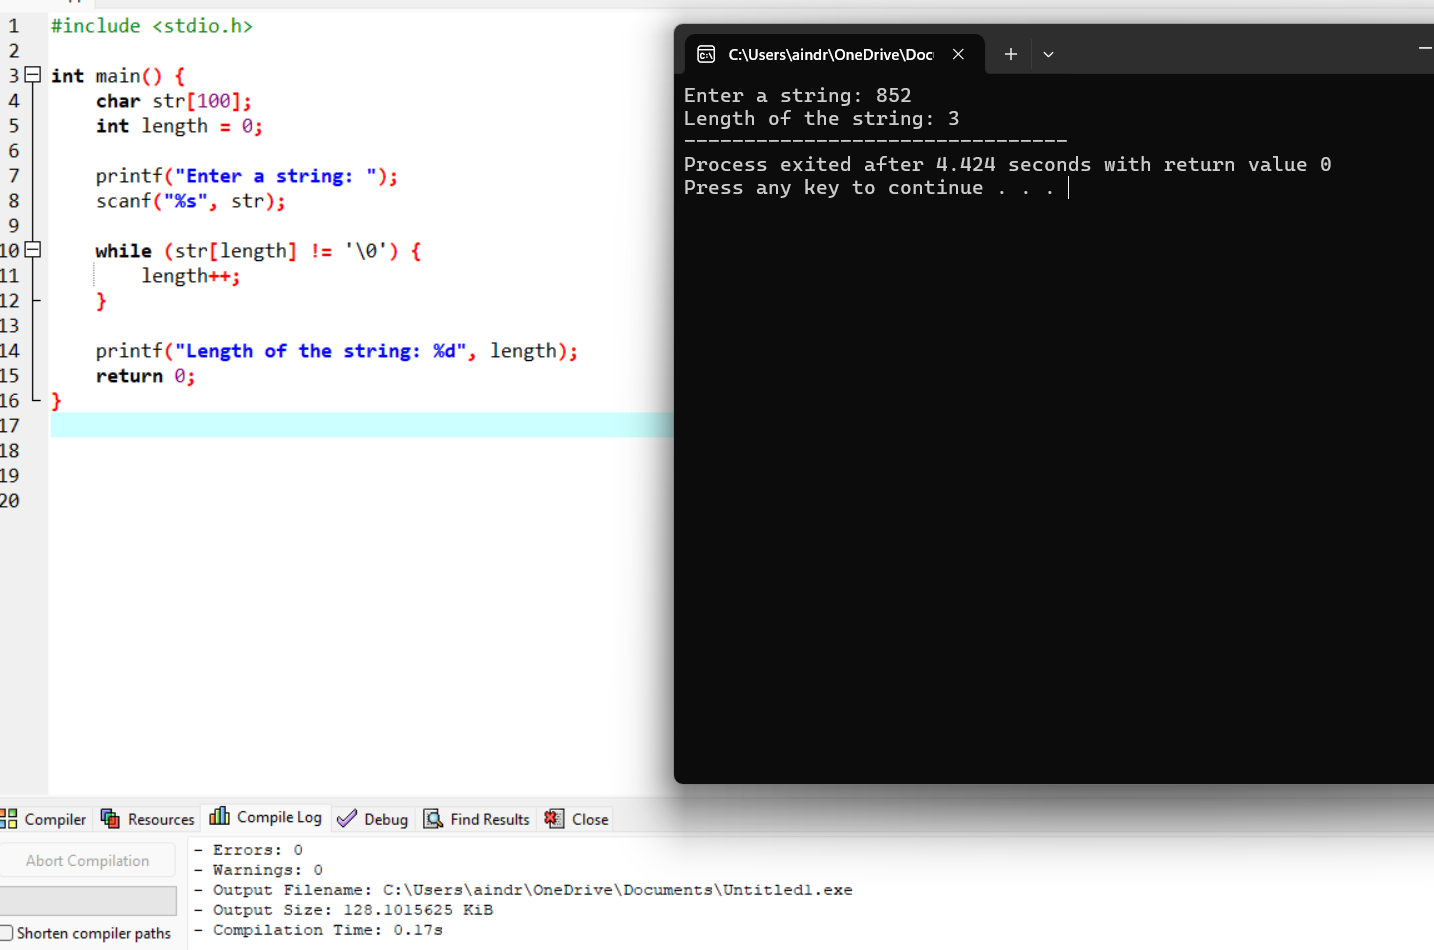 1 #include <stdio.h>
2
3 int main() {
4 char str[100];
5 int length = 0;
6
7 printf("Enter a string: ");
8 scanf("%s", str);
9
10 while (str[length] != '\0') {
11 length++;
12 }
13
14 printf("Length of the string: %d", length);
15 return 0;
16 }
17
18
19
20
C:\Users\aindr\OneDrive\Doc
Enter a string: 852
Length of the string: 3
--------------------------------
Process exited after 4.424 seconds with return value 0
Press any key to continue . . .
Compiler Resources Compile Log Debug Find Results Close
Abort Compilation
Shorten compiler paths
- Errors: 0
- Warnings: 0
- Output Filename: C:\Users\aindr\OneDrive\Documents\Untitled1.exe
- Output Size: 128.1015625 KiB
- Compilation Time: 0.17s